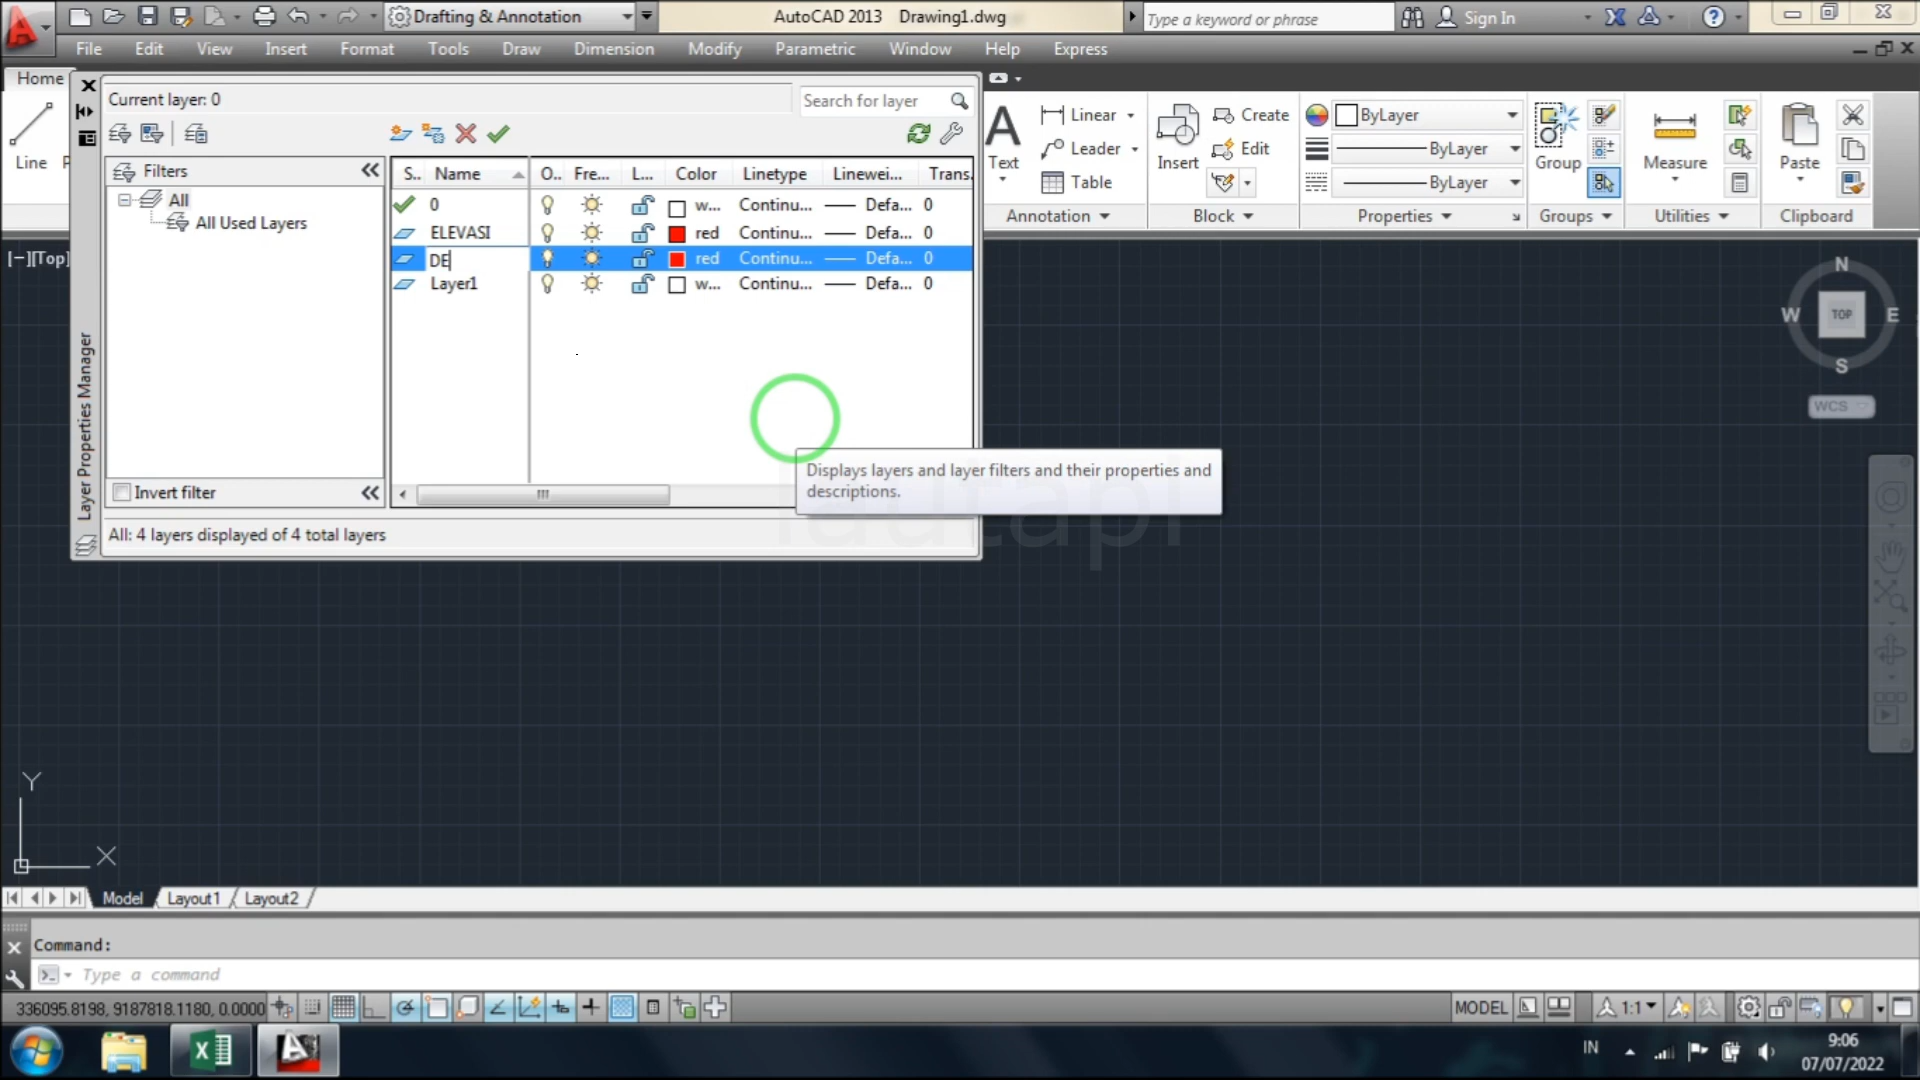 Drafting & Annotation
AutoCAD 2013 Drawing1.dwg
Type a keyword or phrase
Sign In
File Edit View Insert Format Tools Draw Dimension Modify Parametric Window Help Express
Home
Current layer: 0
Search for layer
Line
Filters
All
All Used Layers
S.. Name O.. Fre... L... Color Linetype Linewei... Trans.
0 w... Continu... Defa... 0
ELEVASI red Continu... Defa... 0
DE red Continu... Defa... 0
Layer1 w... Continu... Defa... 0
Invert filter
All: 4 layers displayed of 4 total layers
Layer Properties Manager
Displays layers and layer filters and their properties and
descriptions.
Text
Linear
Leader
Table
Annotation
Insert
Create
Edit
Block
ByLayer
ByLayer
ByLayer
Properties
Group
Groups
Measure
Utilities
Paste
Clipboard
[−][Top]
N
W TOP E
S
WCS
Y
X
Model Layout1 Layout2
Command:
Type a command
336095.8198, 9187818.1180, 0.0000
MODEL
1:1
IN
9:06
07/07/2022